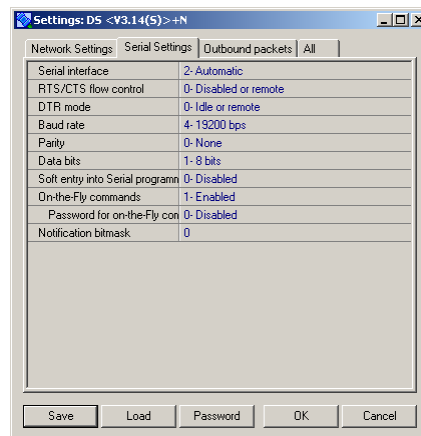 Settings: DS <V3.14(S)>+N
Network Settings Serial Settings Outbound packets All
Serial interface 2- Automatic
RTS/CTS flow control 0- Disabled or remote
DTR mode 0- Idle or remote
Baud rate 4- 19200 bps
Parity 0- None
Data bits 1- 8 bits
Soft entry into Serial programn 0- Disabled
On-the-Fly commands 1- Enabled
Password for on-the-Fly con 0- Disabled
Notification bitmask 0
Save Load Password OK Cancel